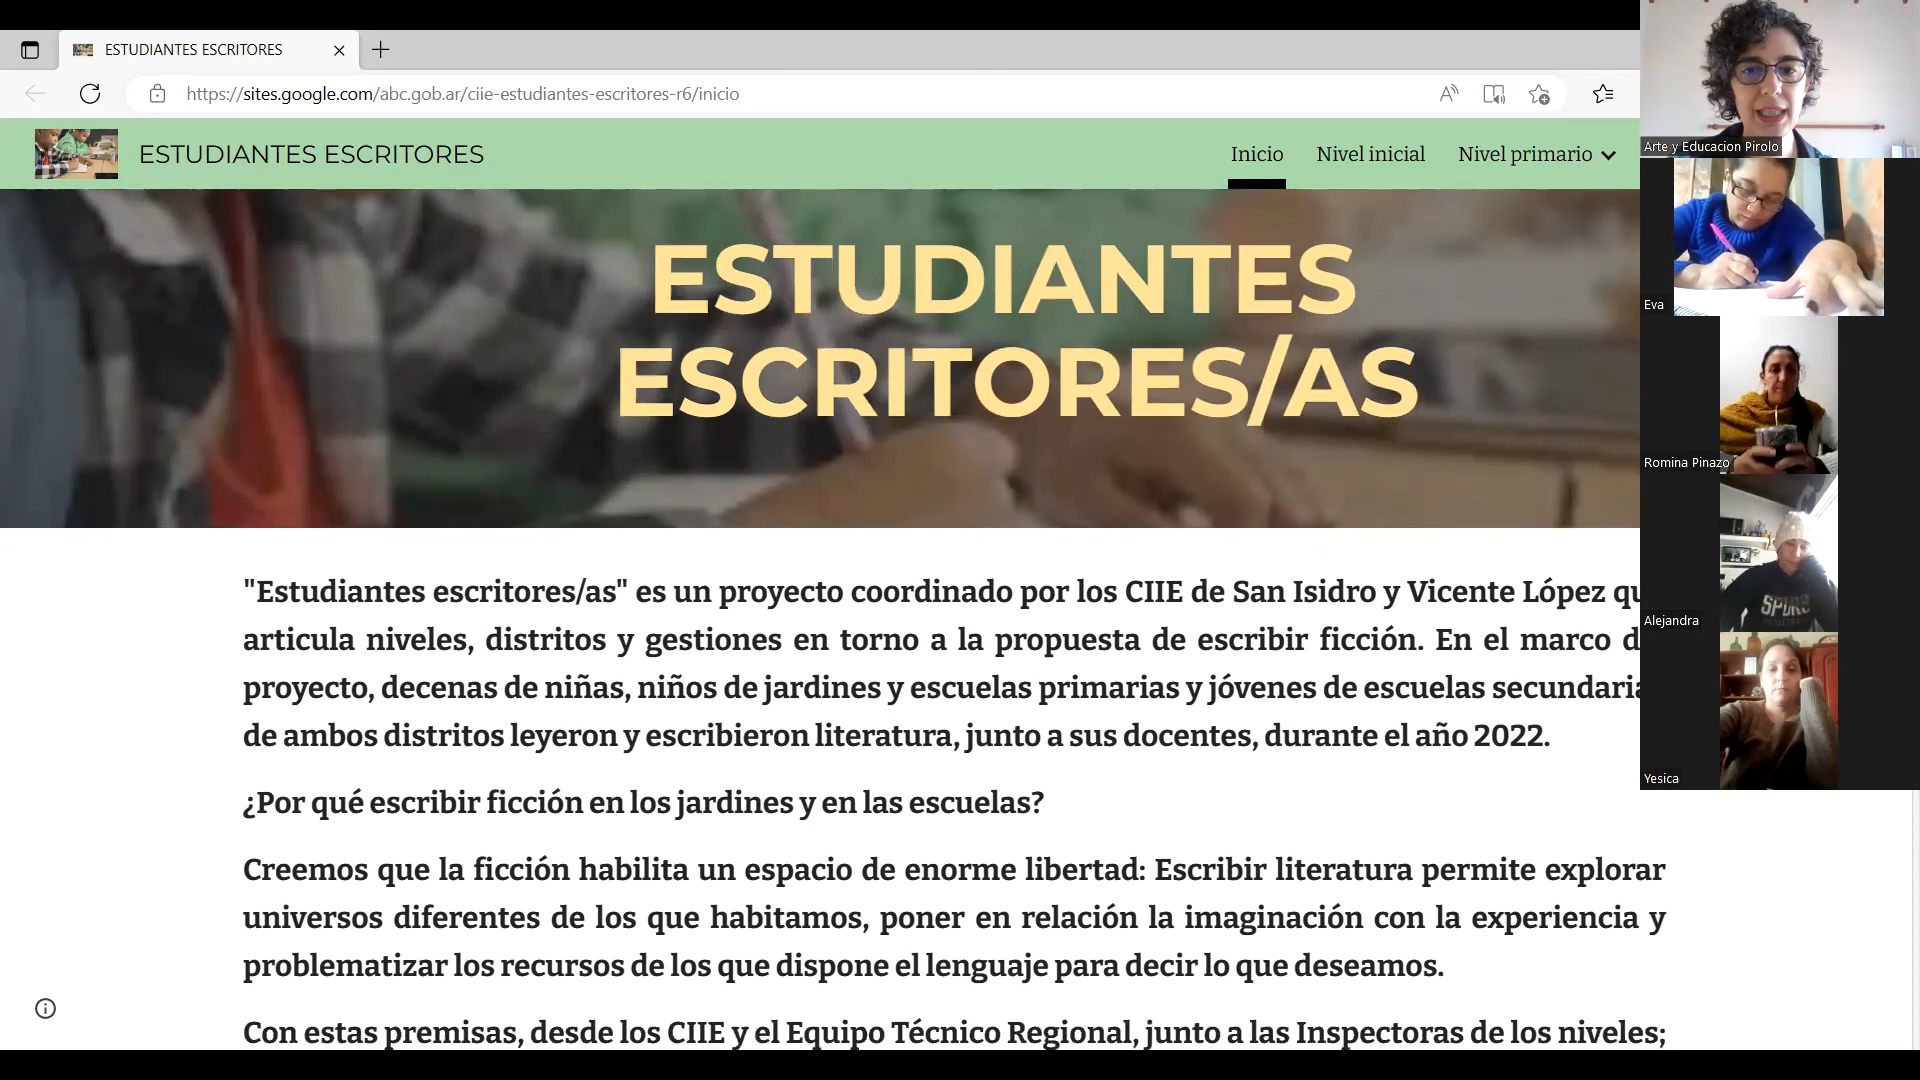 ESTUDIANTES ESCRITORES
https://sites.google.com/abc.gob.ar/ciie-estudiantes-escritores-r6/inicio
ESTUDIANTES ESCRITORES
Inicio
Nivel inicial
Nivel primario
ESTUDIANTES
ESCRITORES/AS
"Estudiantes escritores/as" es un proyecto coordinado por los CIIE de San Isidro y Vicente López qu
articula niveles, distritos y gestiones en torno a la propuesta de escribir ficción. En el marco d
proyecto, decenas de niñas, niños de jardines y escuelas primarias y jóvenes de escuelas secundaria
de ambos distritos leyeron y escribieron literatura, junto a sus docentes, durante el año 2022.
¿Por qué escribir ficción en los jardines y en las escuelas?
Creemos que la ficción habilita un espacio de enorme libertad: Escribir literatura permite explorar
universos diferentes de los que habitamos, poner en relación la imaginación con la experiencia y
problematizar los recursos de los que dispone el lenguaje para decir lo que deseamos.
Con estas premisas, desde los CIIE y el Equipo Técnico Regional, junto a las Inspectoras de los niveles;
Arte y Educacion Pirolo
Eva
Romina Pinazo
Alejandra
SPURS
Yesica